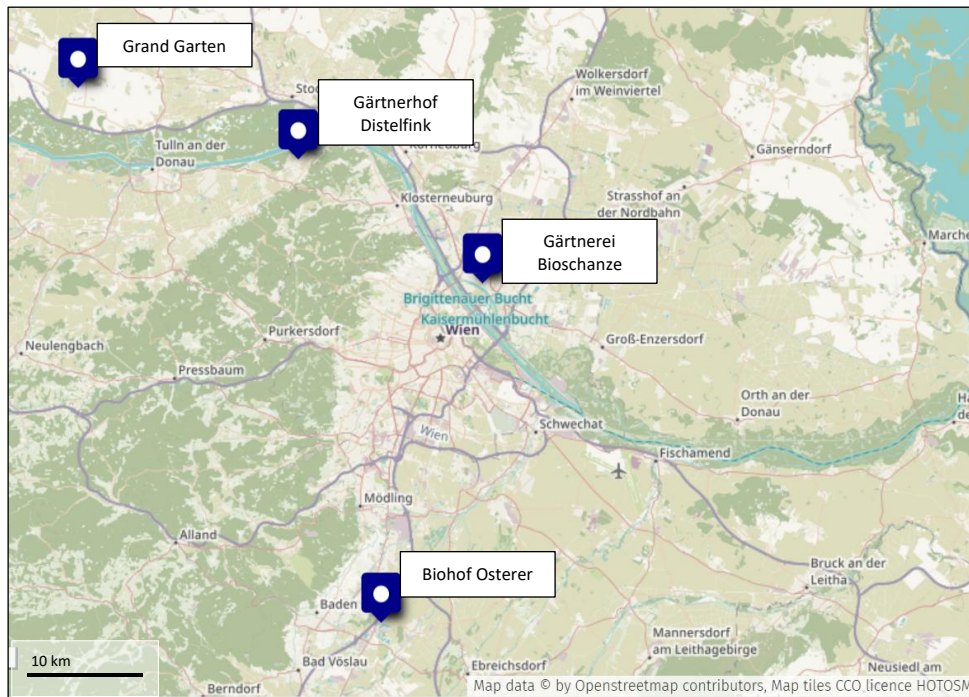 Grand Garten
Gärtnerhof
Distelfink
Wolkersdorf
im Weinviertel
Tulln an der
Donau
Gänserndorf
Klosterneuburg
Strasshof an
der Nordbahn
Gärtnerei
Bioschanze
Brigittenauer Bucht
Kaisermühlenbucht
Wien
Purkersdorf
Groß-Enzersdorf
Neulengbach
Pressbaum
Orth an der
Donau
Schwechat
Wien
Fischamend
Mödling
Alland
Biohof Osterer
Bruck an der
Leitha
Baden
Mannersdorf
am Leithagebirge
10 km
Bad Vöslau
Ebreichsdorf
Neusiedl am
Berndorf
Map data © by Openstreetmap contributors, Map tiles CCO licence HOTOSM